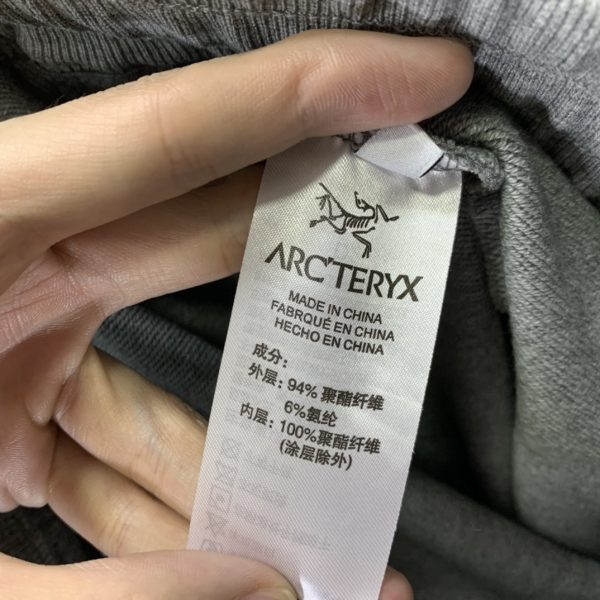 ARC'TERYX
MADE IN CHINA
FABRIQUÉ EN CHINA
HECHO EN CHINA
成分:
外层: 94% 聚酯纤维
6%氨纶
内层: 100%聚酯纤维
(涂层除外)